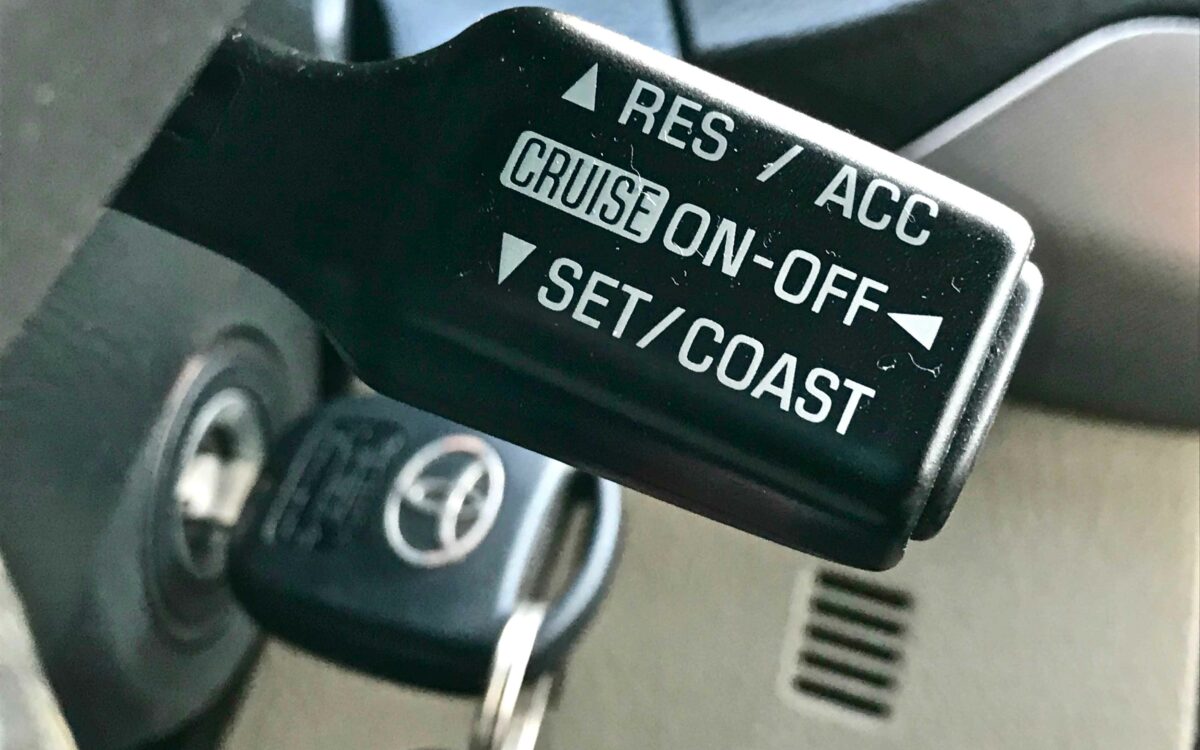 ▲ RES / ACC
CRUISE ON-OFF ◀
▼ SET/COAST